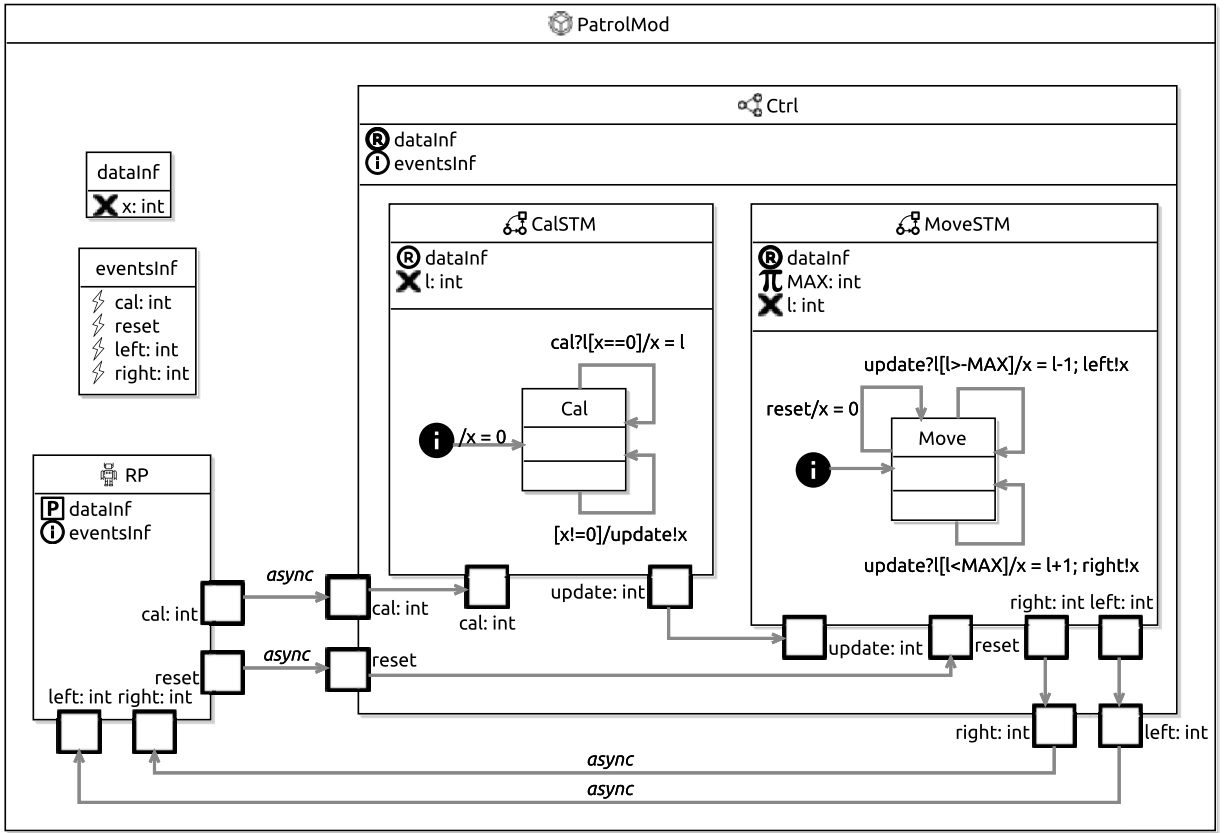 PatrolMod
Ctrl
R dataInf
i eventsInf
dataInf
x: int
eventsInf
cal: int
reset
left: int
right: int
CalSTM
R dataInf
l: int
cal?l[x==0]/x = l
Cal
i /x = 0
[x!=0]/update!x
MoveSTM
R dataInf
π MAX: int
l: int
update?l[l>-MAX]/x = l-1; left!x
reset/x = 0
Move
i
update?l[l<MAX]/x = l+1; right!x
RP
P dataInf
i eventsInf
cal: int
async
cal: int
cal: int
update: int
update: int
reset
right: int left: int
reset
async
reset
left: int right: int
right: int
left: int
async
async